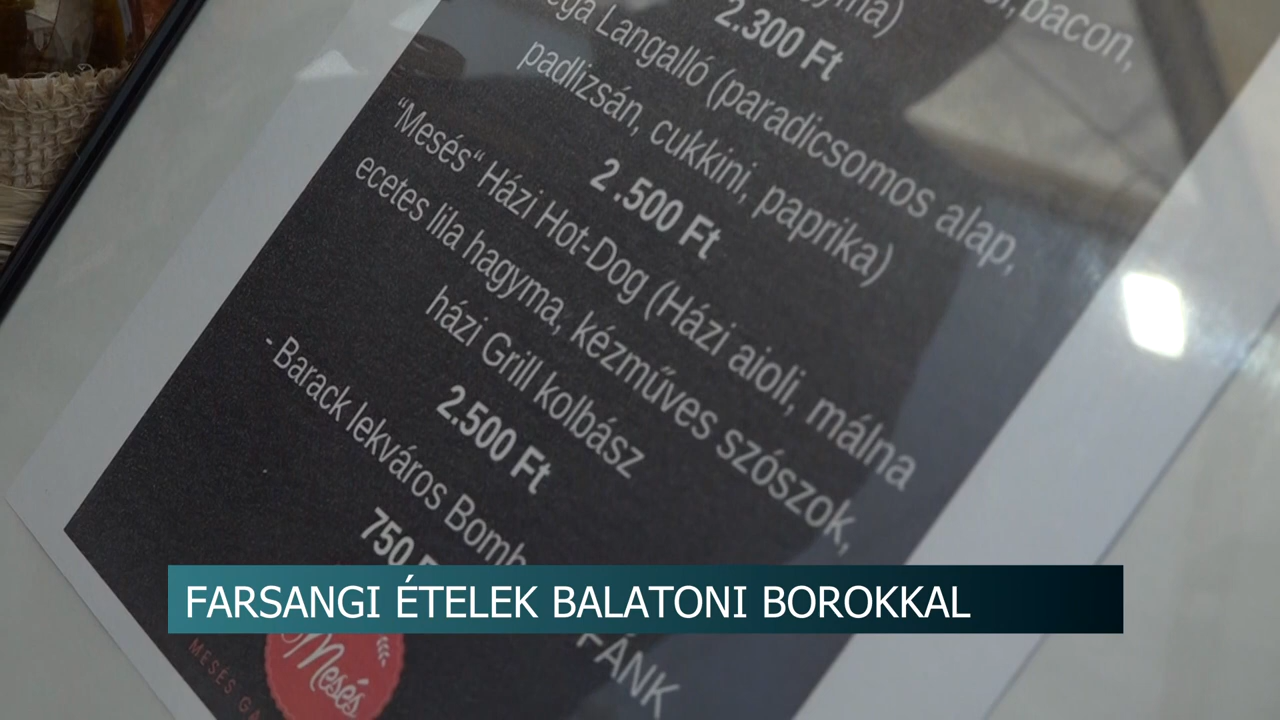 bacon,
2.300 Ft
Langalló (paradicsomos alap,
padlizsán, cukkini, paprika)
2.500 Ft
"Mesés" Házi Hot-Dog (Házi aioli, málna
ecetes lila hagyma, kézműves szószok,
házi Grill kolbász
2.500 Ft
- Barack lekváros
750
FÁNK
FARSANGI ÉTELEK BALATONI BOROKKAL
Mesés
MESÉS